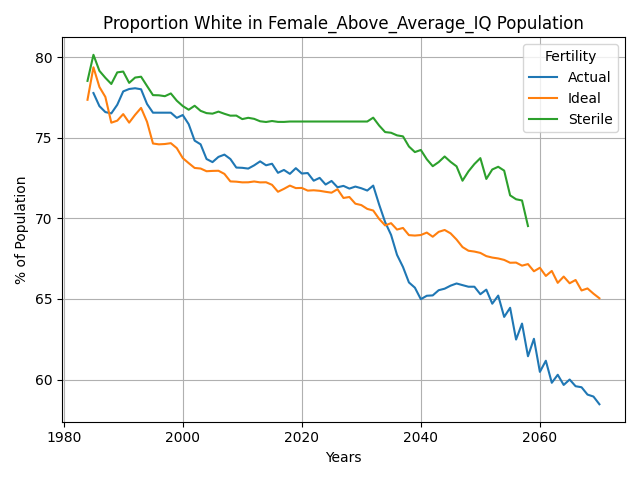 Proportion White in Female_Above_Average_IQ Population
Fertility
Actual
Ideal
Sterile
% of Population
80
75
70
65
60
1980
2000
2020
2040
2060
Years